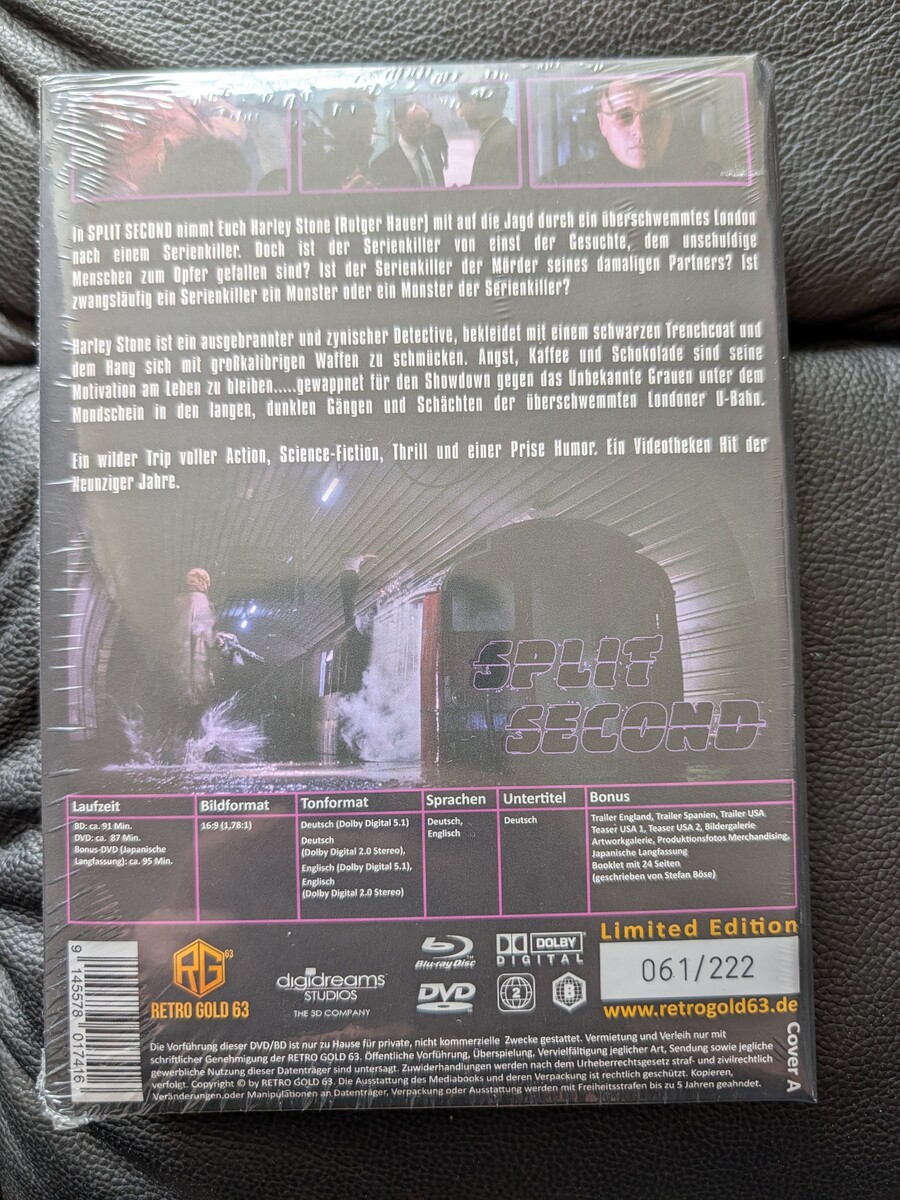 In SPLIT SECOND nimmt Euch Harley Stone (Rutger Hauer) mit auf die Jagd durch ein überschwemmtes London
nach einem Serienkiller. Doch ist der Serienkiller von einst der Gesuchte, dem unschuldige
Menschen zum Opfer gefallen sind? Ist der Serienkiller der Mörder seines damaligen Partners? Ist
zwangsläufig ein Serienkiller ein Monster oder ein Monster der Serienkiller?
Harley Stone ist ein ausgebrannter und zynischer Detective, bekleidet mit einem schwarzen Trenchcoat und
dem Hang sich mit großkalibrigen Waffen zu schmücken. Angst, Kaffee und Schokolade sind seine
Motivation am Leben zu bleiben.....gewappnet für den Showdown gegen das Unbekannte Grauen unter dem
Mondschein in den langen, dunklen Gängen und Schächten der überschwemmten Londoner U-Bahn.
Ein wilder Trip voller Action, Science-Fiction, Thrill und einer Prise Humor. Ein Videotheken Hit der
Neunziger Jahre.
SPLIT
SECOND
Laufzeit
BD: ca. 91 Min.
DVD: ca. 87 Min.
Bonus-DVD (Japanische
Langfassung): ca. 95 Min.
Bildformat
16:9 (1,78:1)
Tonformat
Deutsch (Dolby Digital 5.1)
Deutsch
(Dolby Digital 2.0 Stereo),
Englisch (Dolby Digital 5.1),
Englisch
(Dolby Digital 2.0 Stereo)
Sprachen
Deutsch,
Englisch
Untertitel
Deutsch
Bonus
Trailer England, Trailer Spanien, Trailer USA
Teaser USA 1, Teaser USA 2, Bildergalerie
Artworkgalerie, Produktionsfotos Merchandising,
Japanische Langfassung
Booklet mit 24 Seiten
(geschrieben von Stefan Böse)
9 145578 017416
RG 63
RETRO GOLD 63
digidreams
STUDIOS
THE 3D COMPANY
Blu-ray Disc
DVD
DOLBY
DIGITAL
2
B
Limited Edition
061/222
www.retrogold63.de
Cover A
Die Vorführung dieser DVD/BD ist nur zu Hause für private, nicht kommerzielle Zwecke gestattet. Vermietung und Verleih nur mit
schriftlicher Genehmigung der RETRO GOLD 63. Öffentliche Vorführung, Überspielung, Vervielfältigung jeglicher Art, Sendung sowie jegliche
gewerbliche Nutzung dieser Datenträger sind untersagt. Zuwiderhandlungen werden nach dem Urheberrechtsgesetz straf- und zivilrechtlich
verfolgt. Copyright © by RETRO GOLD 63. Die Ausstattung des Mediabooks und deren Verpackung ist rechtlich geschützt. Kopieren,
Veränderungen oder Manipulationen an Datenträger, Verpackung oder Ausstattung werden mit Freiheitsstrafen bis zu 5 Jahren geahndet.